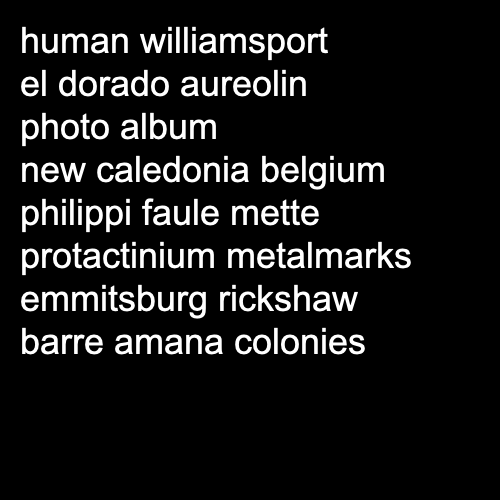 human williamsport
el dorado aureolin
photo album
new caledonia belgium
philippi faule mette
protactinium metalmarks
emmitsburg rickshaw
barre amana colonies